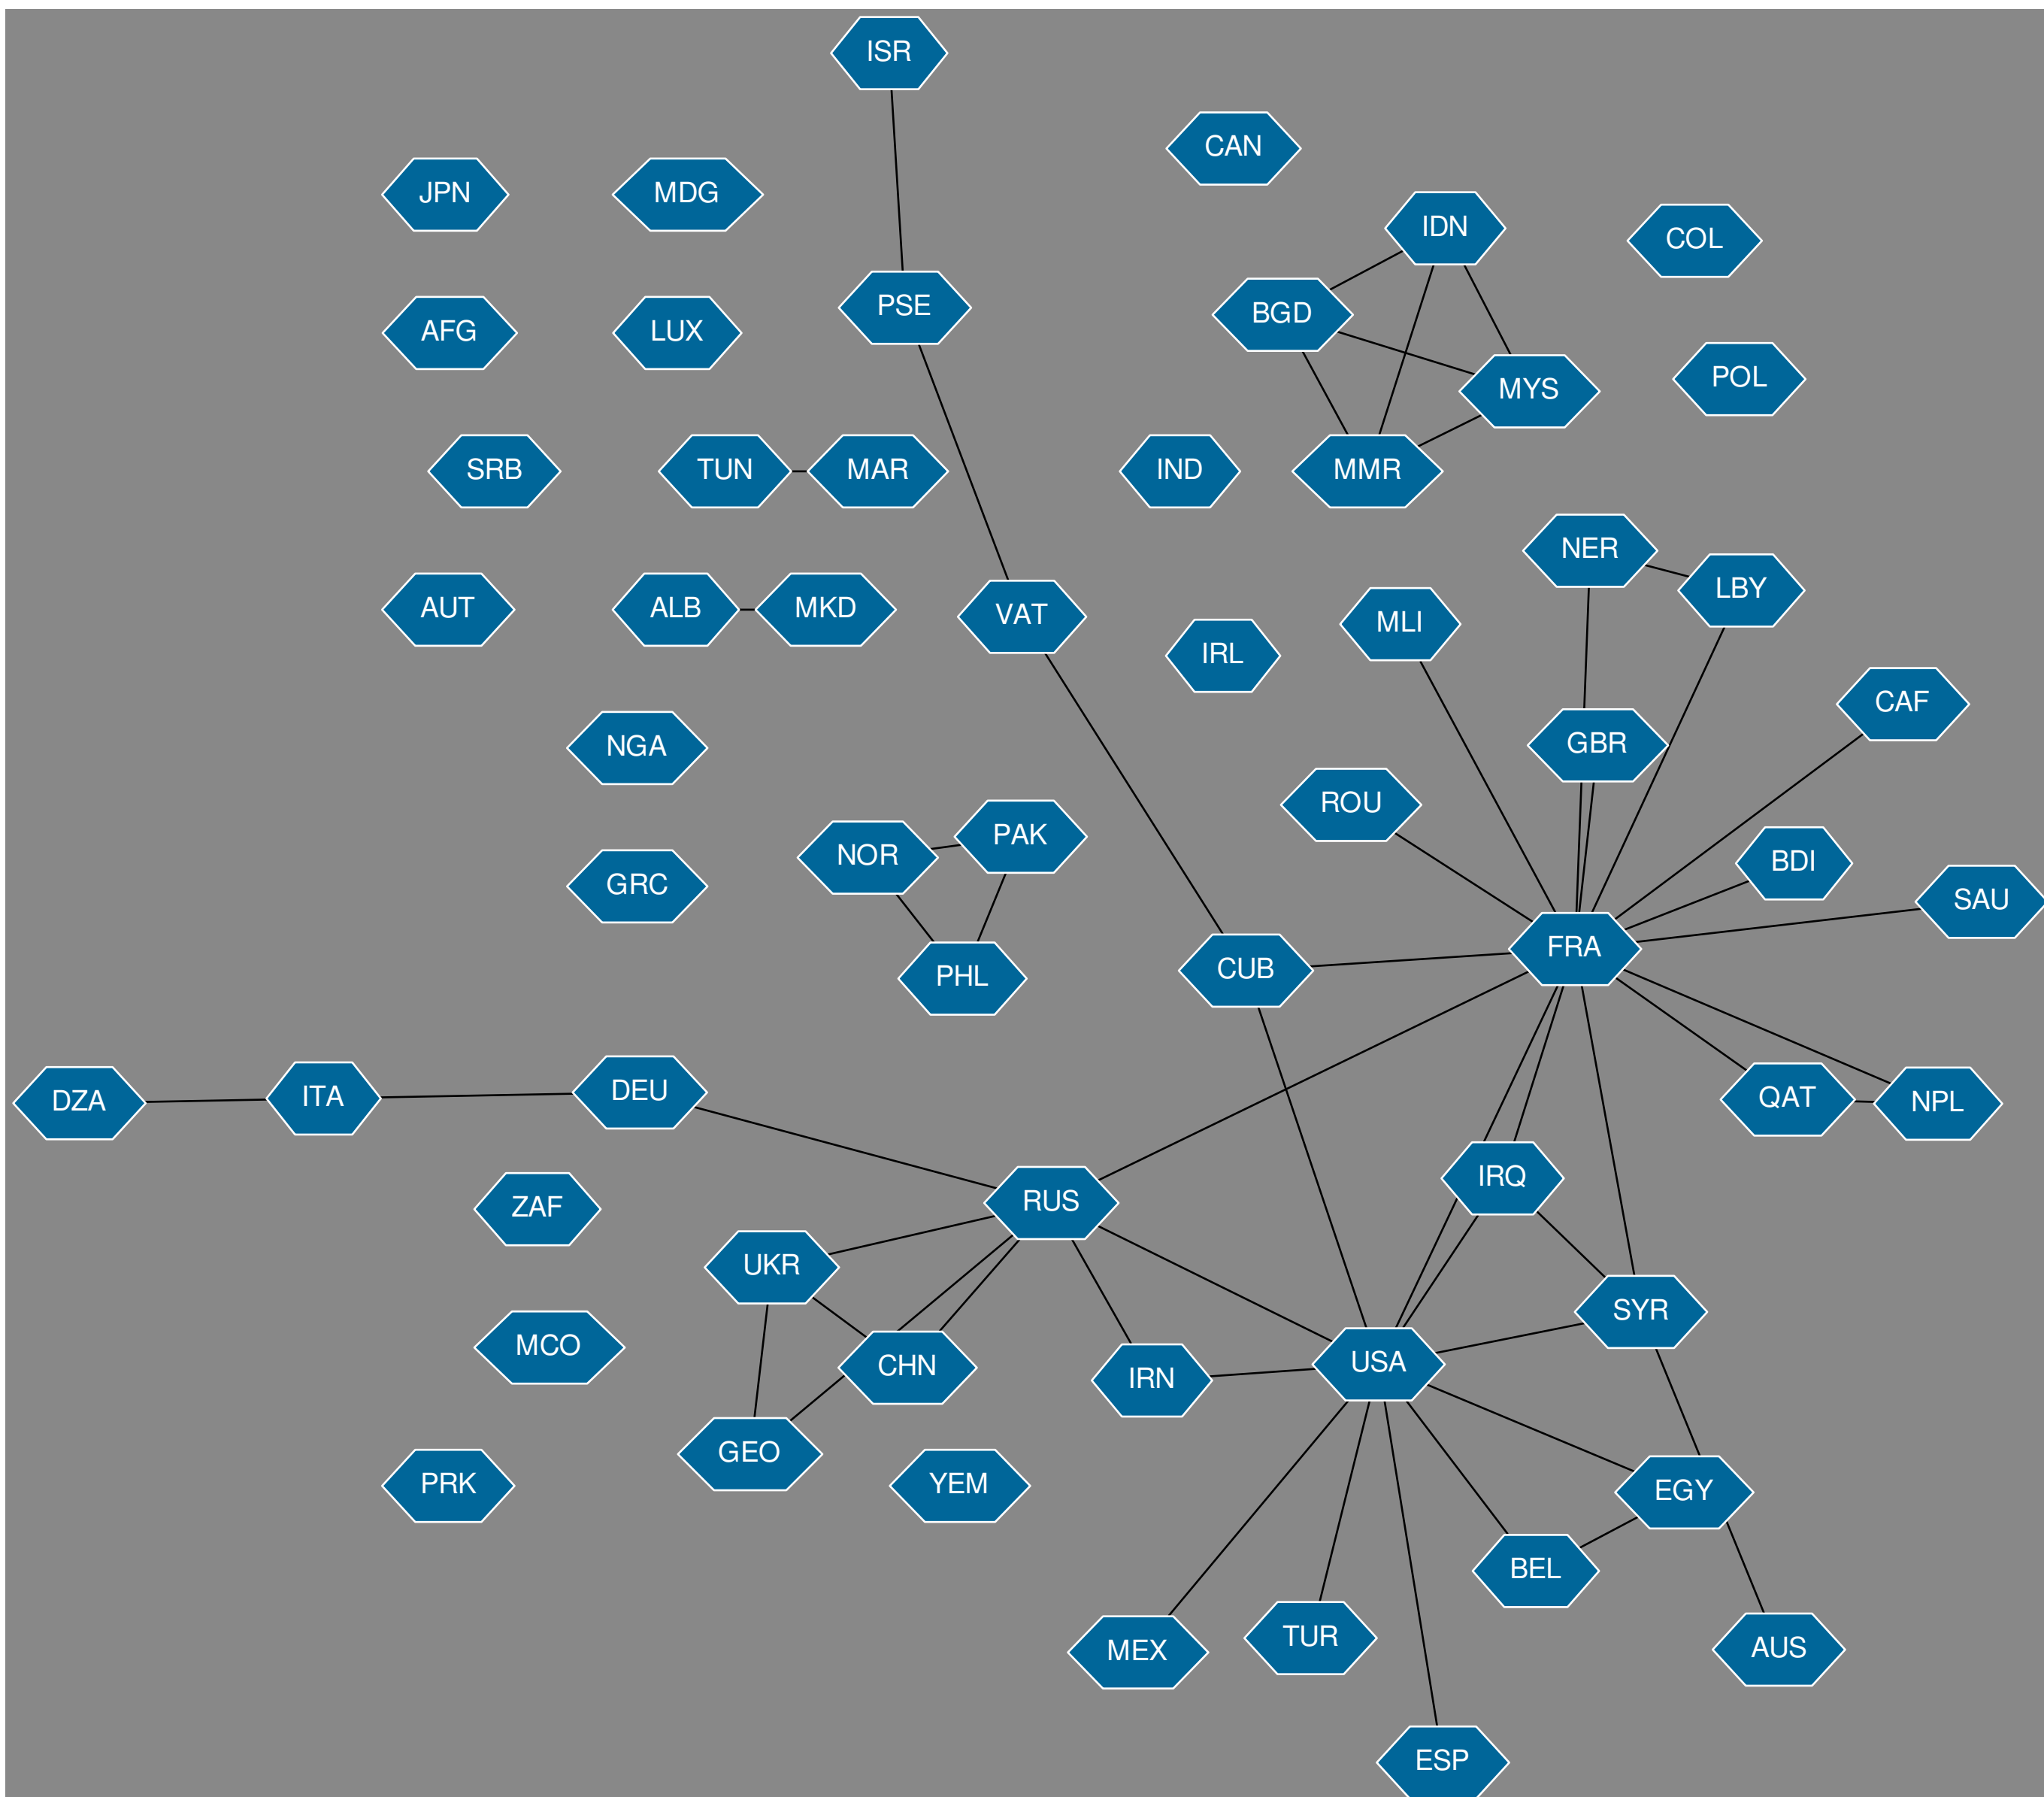 ISR
CAN
JPN
MDG
IDN
COL
BGD
PSE
AFG
LUX
POL
MYS
SRB
TUN
MAR
IND
MMR
NER
LBY
AUT
ALB
MKD
VAT
MLI
IRL
CAF
NGA
GBR
ROU
PAK
NOR
BDI
GRC
SAU
FRA
CUB
PHL
DEU
ITA
DZA
QAT
NPL
IRQ
RUS
ZAF
UKR
SYR
MCO
CHN
USA
IRN
GEO
PRK
YEM
EGY
BEL
TUR
MEX
AUS
ESP